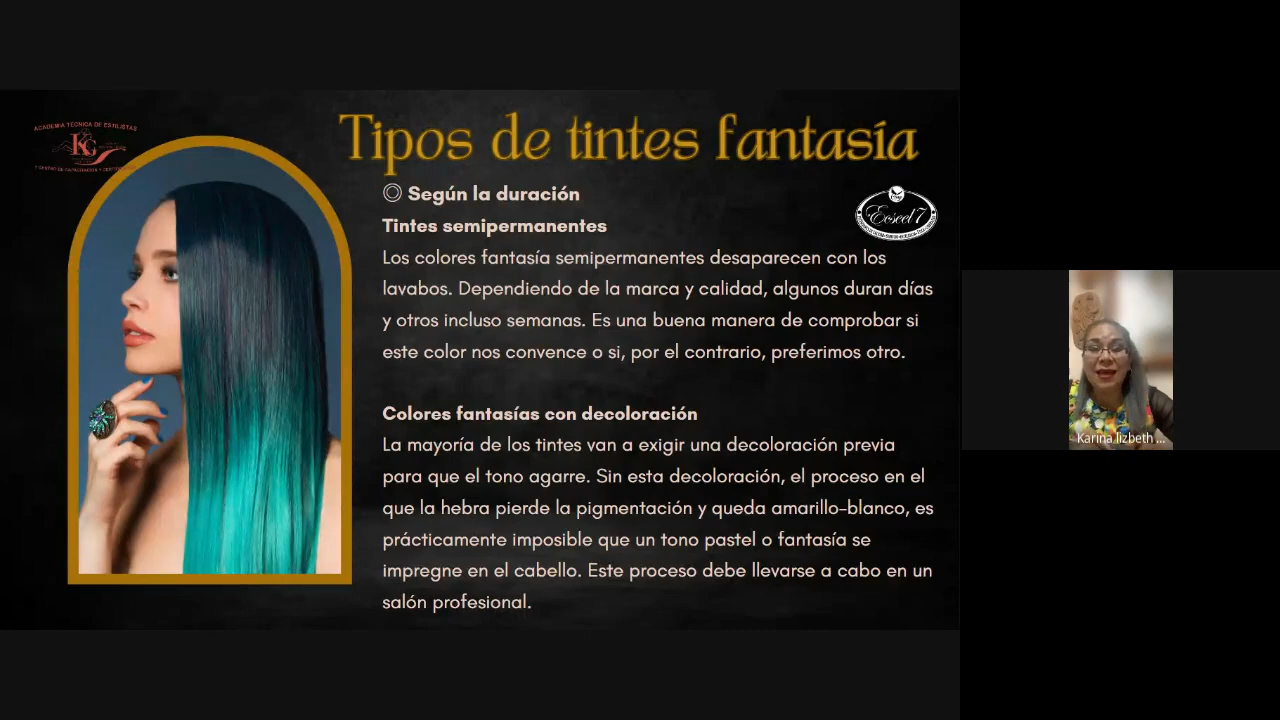 Tipos de tintes fantasía
ACADEMIA TÉCNICA DE ESTILISTAS
KG
Según la duración
Tintes semipermanentes
Eoseel7
Los colores fantasía semipermanentes desaparecen con los
lavabos. Dependiendo de la marca y calidad, algunos duran días
y otros incluso semanas. Es una buena manera de comprobar si
este color nos convence o si, por el contrario, preferimos otro.
Colores fantasías con decoloración
La mayoría de los tintes van a exigir una decoloración previa
para que el tono agarre. Sin esta decoloración, el proceso en el
que la hebra pierde la pigmentación y queda amarillo-blanco, es
prácticamente imposible que un tono pastel o fantasía se
impregne en el cabello. Este proceso debe llevarse a cabo en un
salón profesional.
Karina lizbeth ...